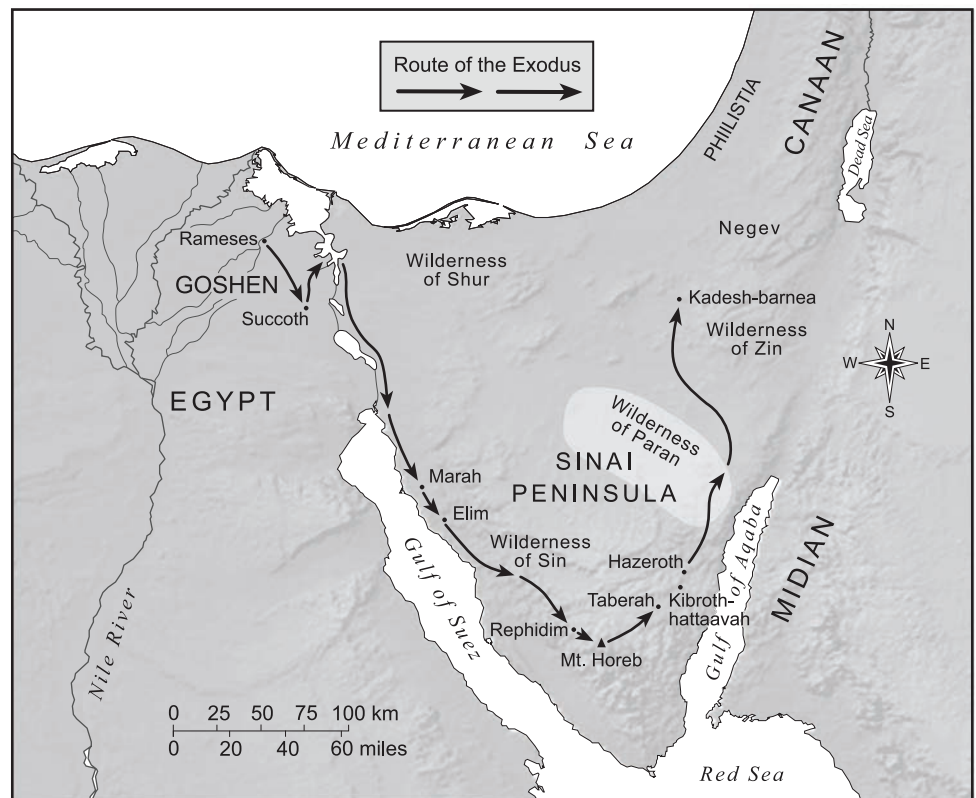 Route of the Exodus
Mediterranean Sea
PHIILISTIA
CANAAN
Dead Sea
Rameses
GOSHEN
Succoth
Wilderness
of Shur
Negev
Kadesh-barnea
Wilderness
of Zin
N
W
E
S
EGYPT
Wilderness
of Paran
SINAI
PENINSULA
Marah
Elim
Wilderness
of Sin
Hazeroth
Taberah
Kibroth-
hattaavah
Rephidim
Mt. Horeb
Gulf of Suez
Gulf of Aqaba
MIDIAN
Nile River
0 25 50 75 100 km
0 20 40 60 miles
Red Sea